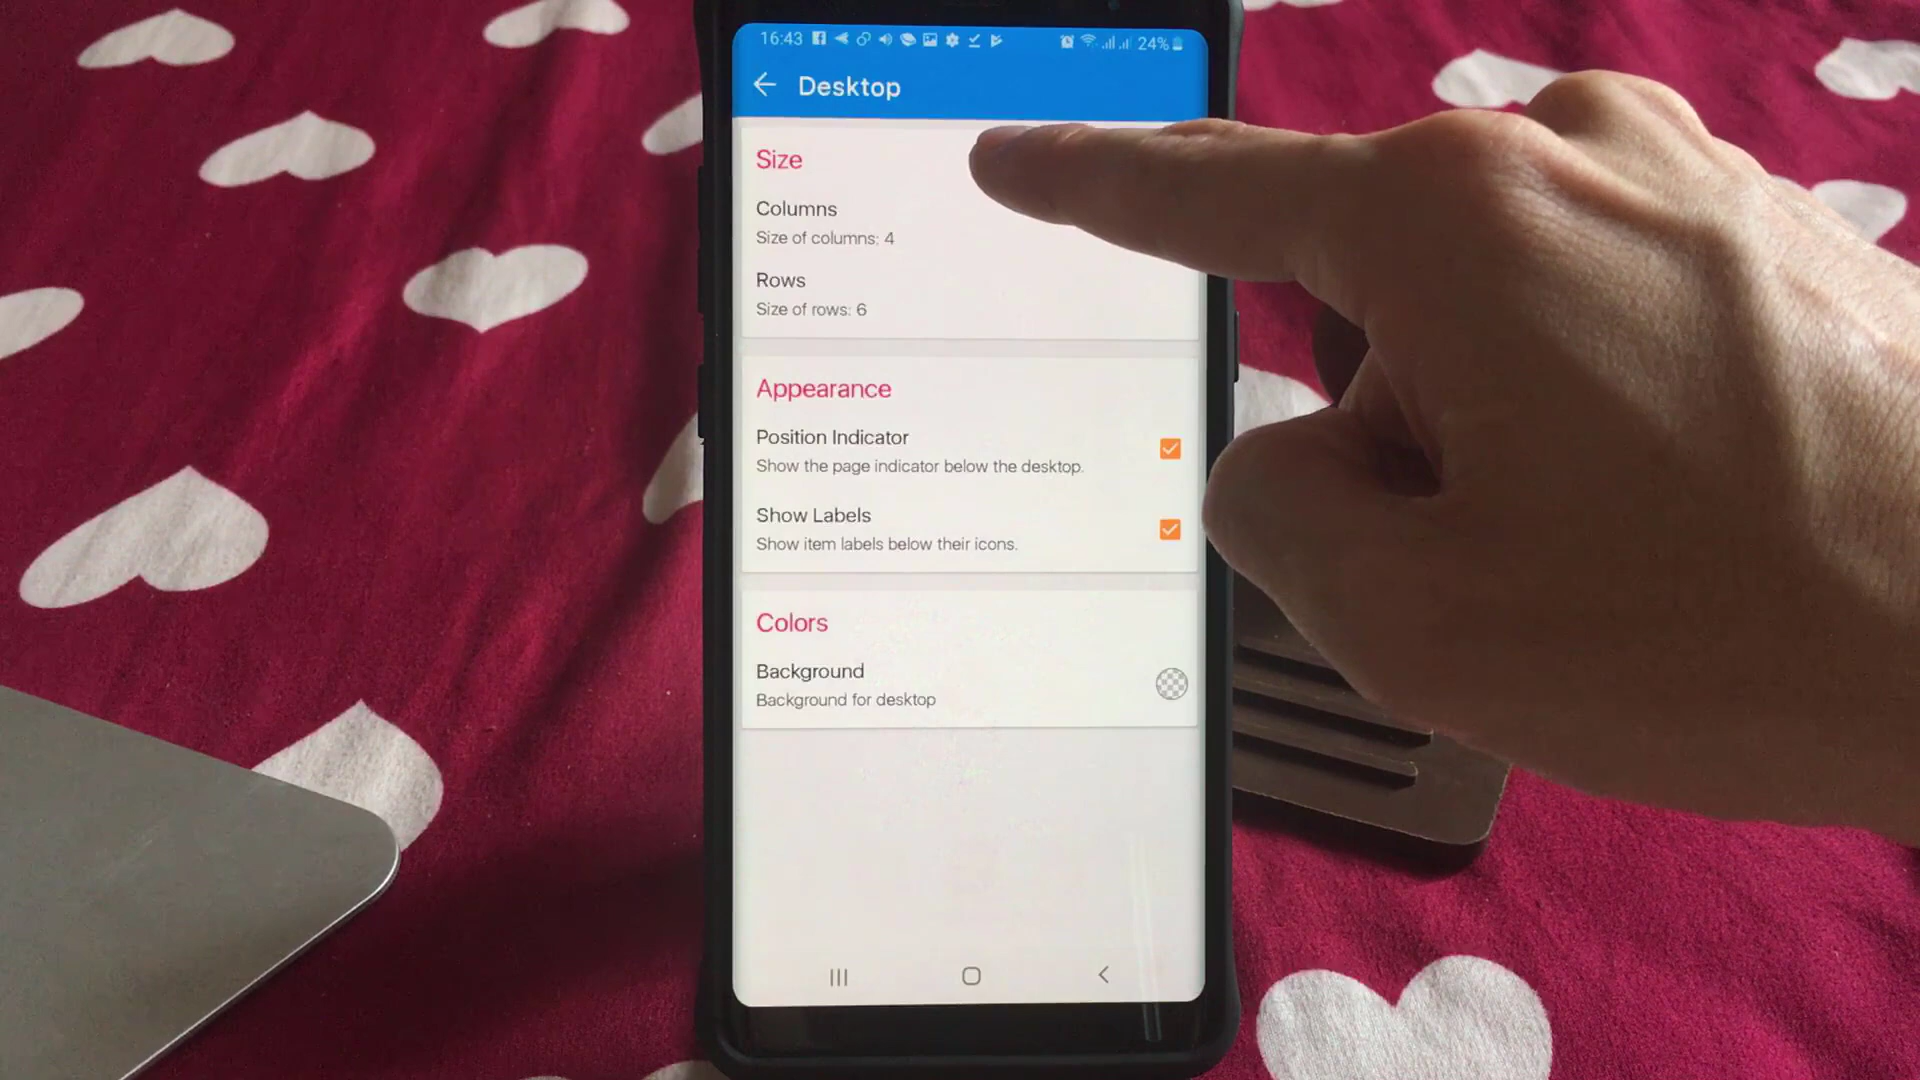 16:43
24%
Desktop
Size
Columns
Size of columns: 4
Rows
Size of rows: 6
Appearance
Position Indicator
Show the page indicator below the desktop.
Show Labels
Show item labels below their icons.
Colors
Background
Background for desktop